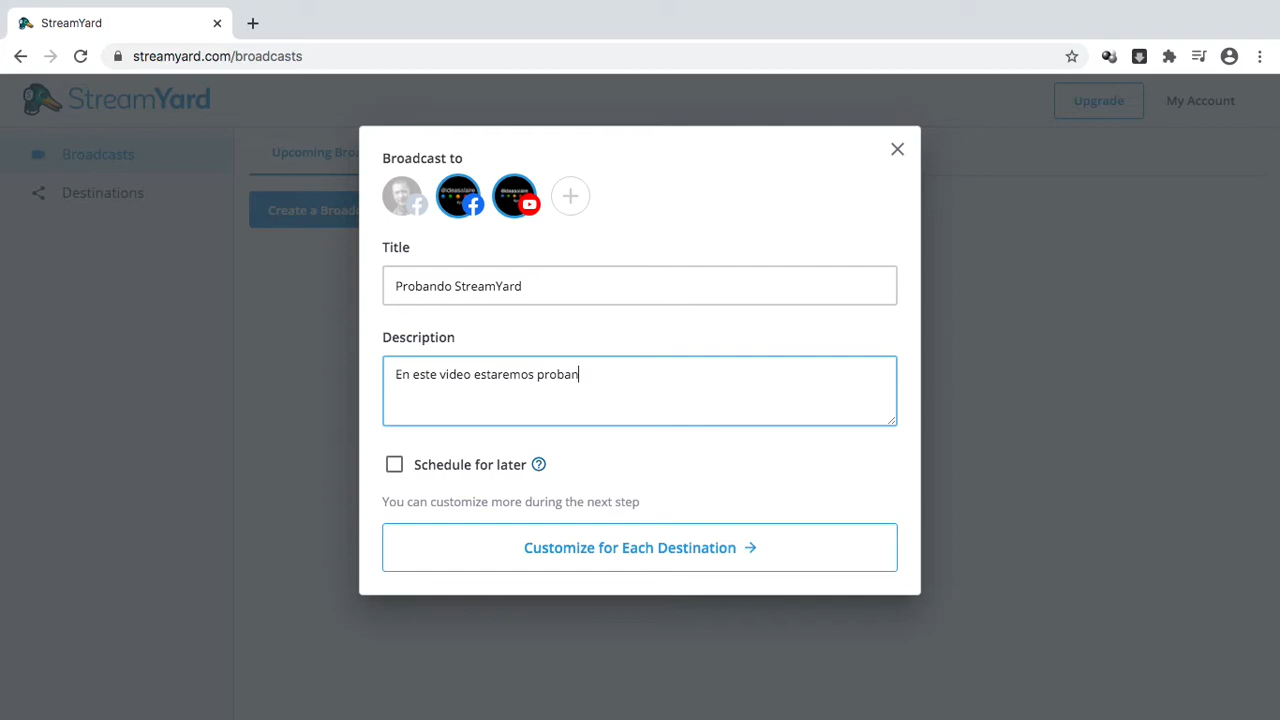 StreamYard
streamyard.com/broadcasts
StreamYard
Upgrade
My Account
Broadcasts
Destinations
Upcoming Bro
Create a Broad
Broadcast to
@ideasolaire
@ideasolaire
Title
Probando StreamYard
Description
En este video estaremos proban
Schedule for later
You can customize more during the next step
Customize for Each Destination →